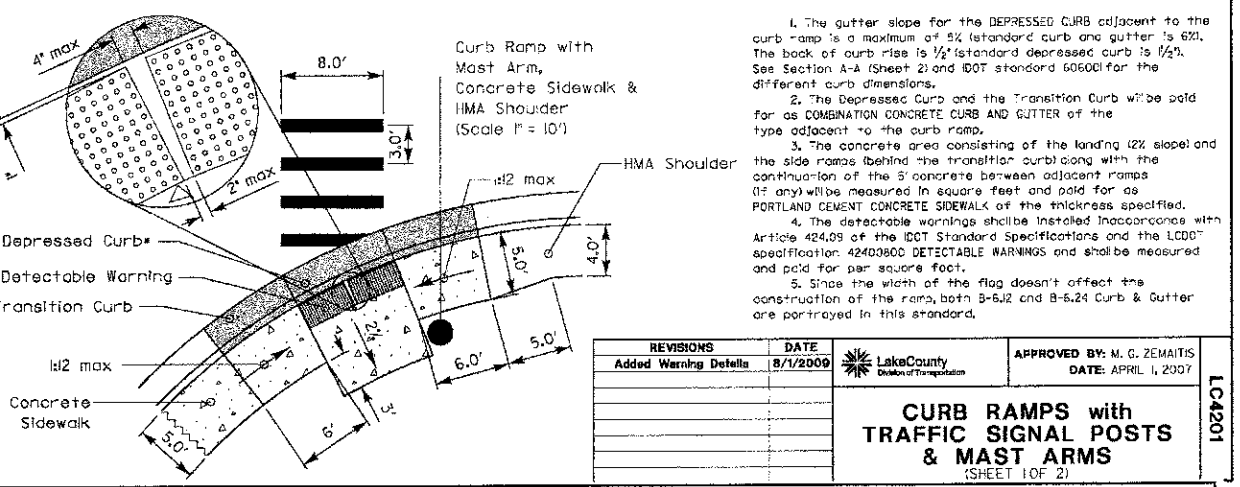 4" max
2" max
8.0'
3.0'
Curb Ramp with
Mast Arm,
Concrete Sidewalk &
HMA Shoulder
(Scale 1" = 10')
HMA Shoulder
1:12 max
Depressed Curb*
Detectable Warning
Transition Curb
1:12 max
Concrete
Sidewalk
5.0'
6'
3'
2%
6.0'
5.0'
5.0'
4.0'
1. The gutter slope for the DEPRESSED CURB adjacent to the
curb ramp is a maximum of 5% (standard curb and gutter is 6%).
The back of curb rise is 1/2" (standard depressed curb is 1 1/2").
See Section A-A (Sheet 2) and IDOT standard 606001 for the
different curb dimensions.
2. The Depressed Curb and the Transition Curb will be paid
for as COMBINATION CONCRETE CURB AND GUTTER of the
type adjacent to the curb ramp.
3. The concrete area consisting of the landing (2% slope) and
the side ramps (behind the transition curb) along with the
continuation of the 5' concrete between adjacent ramps
(if any) will be measured in square feet and paid for as
PORTLAND CEMENT CONCRETE SIDEWALK of the thickness specified.
4. The detectable warnings shall be installed inaccordance with
Article 424.09 of the IDOT Standard Specifications and the LCDOT
specification 42400800 DETECTABLE WARNINGS and shall be measured
and paid for per square foot.
5. Since the width of the flag doesn't affect the
construction of the ramp, both B-6.12 and B-6.24 Curb & Gutter
are portrayed in this standard.
REVISIONS DATE
Added Warning Details 8/1/2009
LakeCounty
Division of Transportation
APPROVED BY: M. G. ZEMAITIS
DATE: APRIL 1, 2007
CURB RAMPS with
TRAFFIC SIGNAL POSTS
& MAST ARMS
(SHEET 1 OF 2)
LC4201